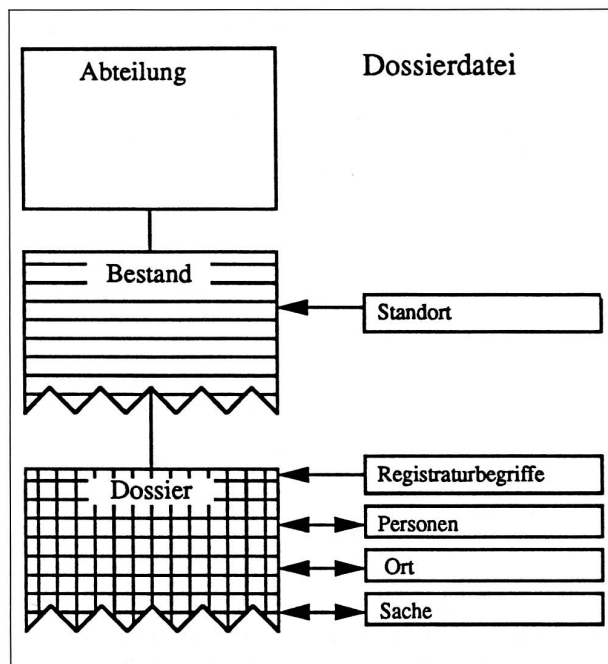 Abteilung
Dossierdatei
Bestand
Standort
Dossier
Registraturbegriffe
Personen
Ort
Sache